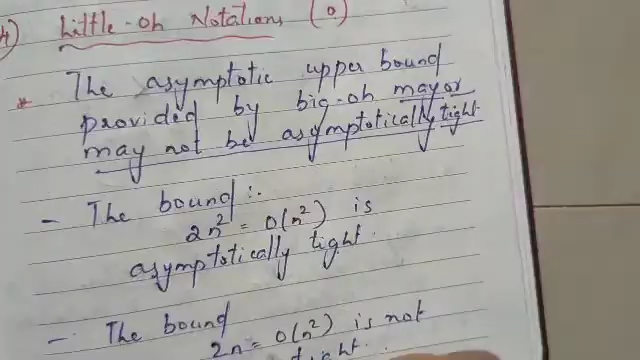 4) Little-oh Notations (o)
* The asymptotic upper bound
provided by big-oh may or
may not be asymptotically tight.
- The bound:-
2n² = O(n²) is
asymptotically tight.
- The bound
2n = O(n²) is not
tight.